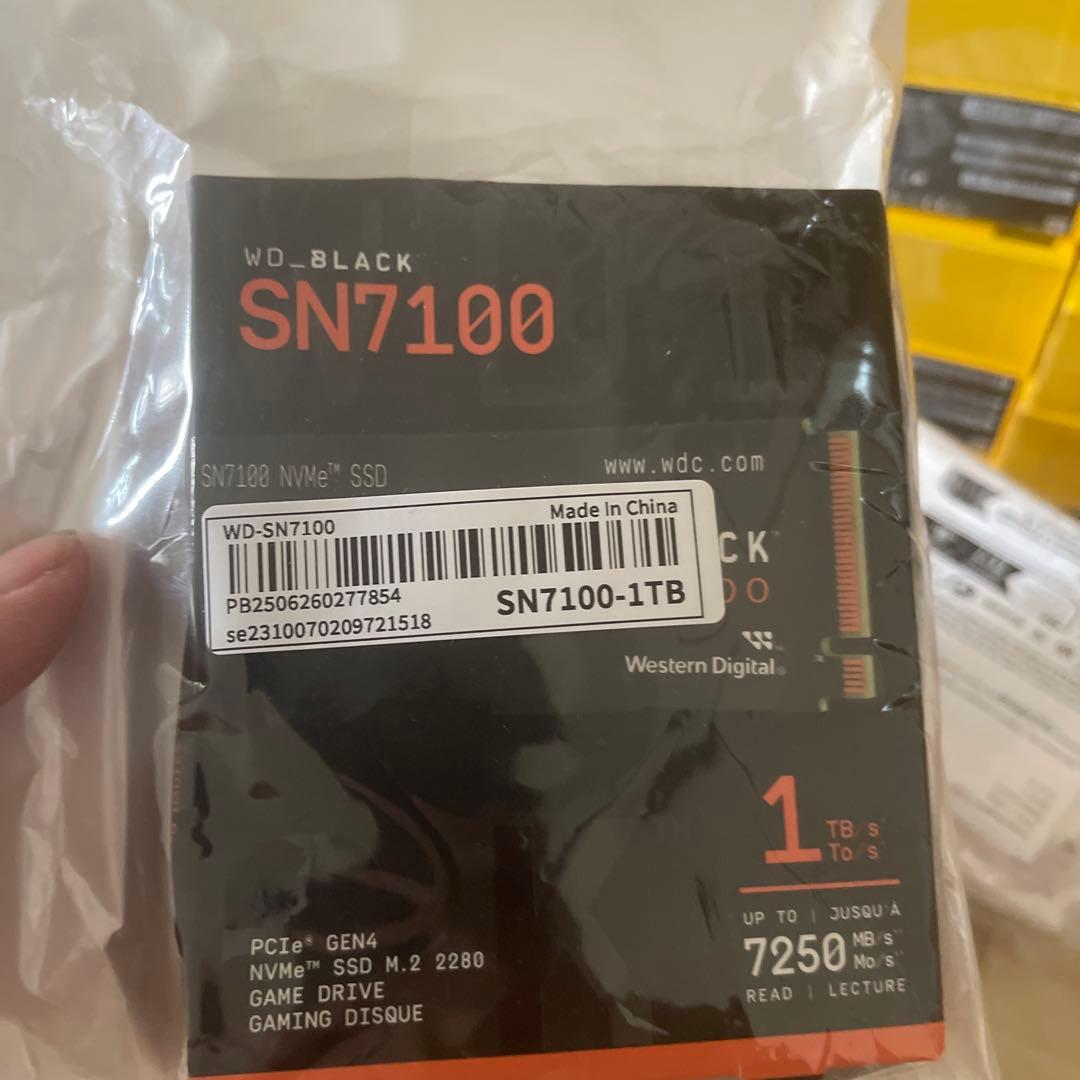 WD_BLACK
SN7100
SN7100 NVMe™ SSD
www.wdc.com
WD-SN7100
Made In China
CK
PB2506260277854
SN7100-1TB
se2310070209721518
Western Digital®
1 TB/s*
To/s*
UP TO | JUSQU'À
7250 MB/s**
Mo/s**
READ | LECTURE
PCIe® GEN4
NVMe™ SSD M.2 2280
GAME DRIVE
GAMING DISQUE